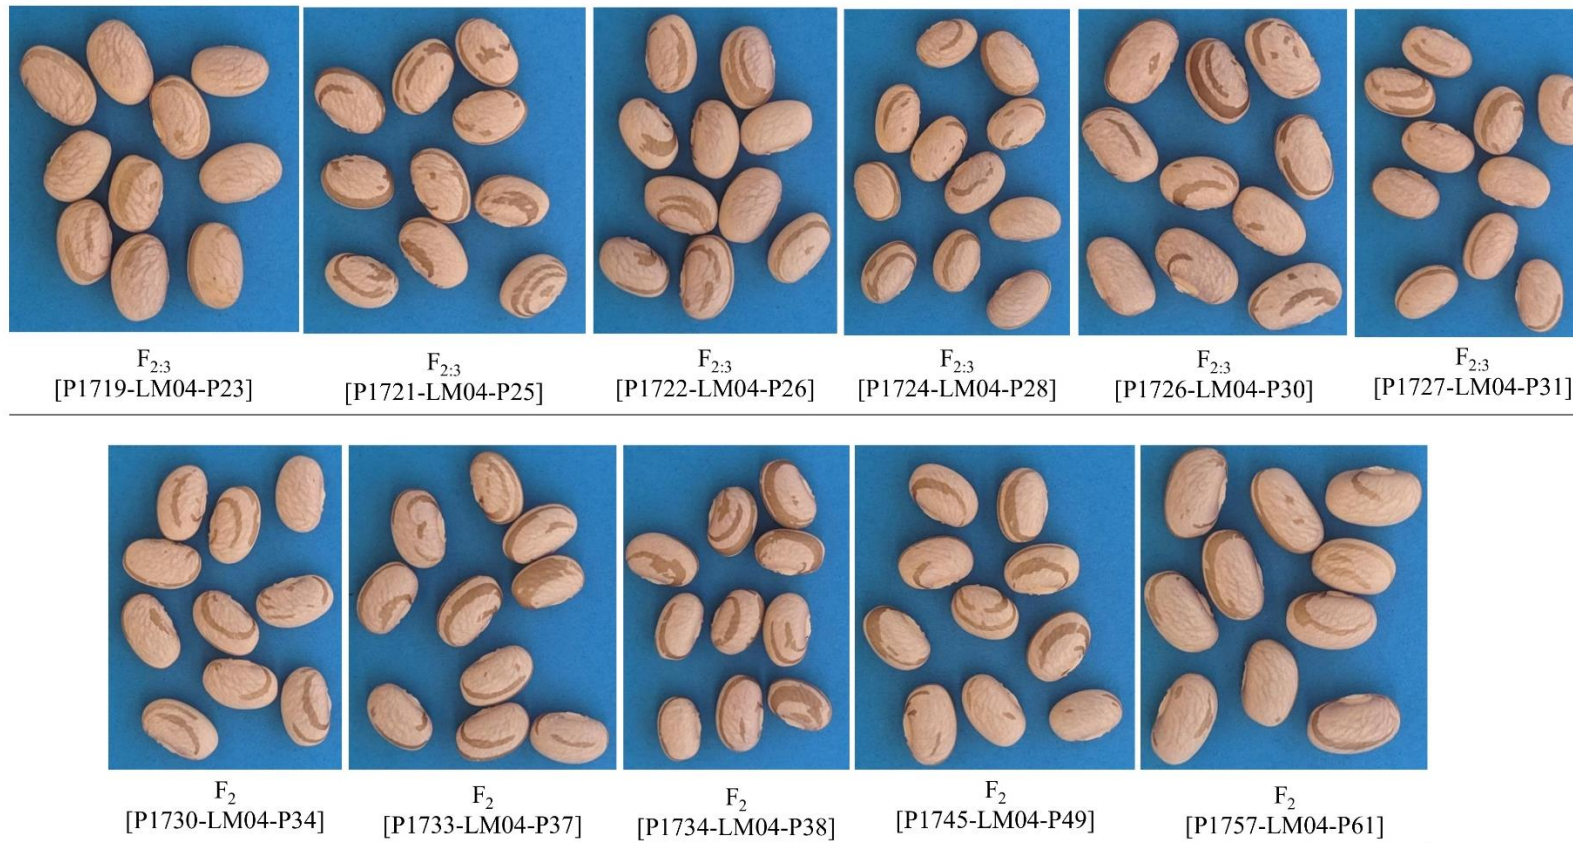 F2:3
[P1719-LM04-P23]
F2:3
[P1721-LM04-P25]
F2:3
[P1722-LM04-P26]
F2:3
[P1724-LM04-P28]
F2:3
[P1726-LM04-P30]
F2:3
[P1727-LM04-P31]
F2
[P1730-LM04-P34]
F2
[P1733-LM04-P37]
F2
[P1734-LM04-P38]
F2
[P1745-LM04-P49]
F2
[P1757-LM04-P61]